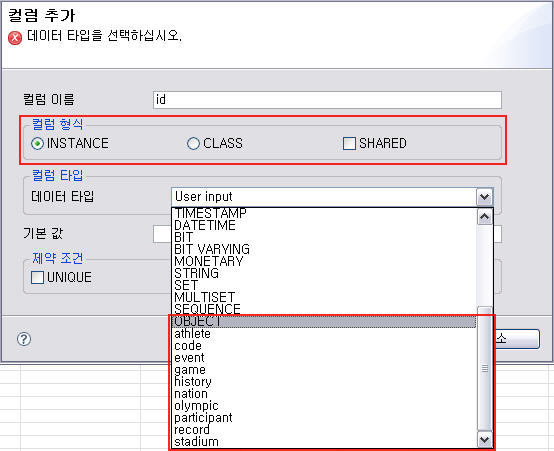 컬럼 추가
데이터 타입을 선택하십시오.
컬럼 이름
id
컬럼 형식
INSTANCE
CLASS
SHARED
컬럼 타입
데이터 타입
User input
TIMESTAMP
DATETIME
BIT
BIT VARYING
MONETARY
STRING
SET
MULTISET
SEQUENCE
OBJECT
athlete
code
event
game
history
nation
olympic
participant
record
stadium
기본 값
제약 조건
UNIQUE
소